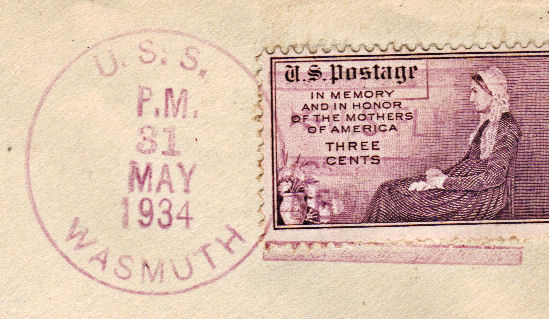 U.S.S.
P.M.
31
MAY
1934
WASMUTH
U.S. Postage
IN MEMORY
AND IN HONOR
OF THE MOTHERS
OF AMERICA
THREE
CENTS